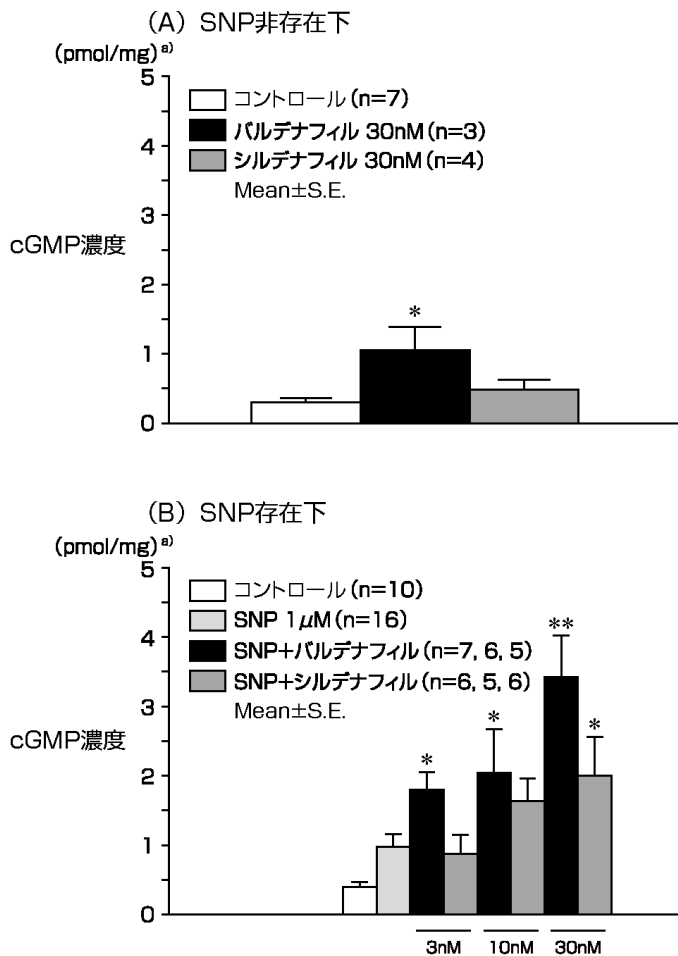 (A) SNP非存在下
(pmol/mg)a)
5
4
3
2
1
0
cGMP濃度
コントロール(n=7)
バルデナフィル 30nM(n=3)
シルデナフィル 30nM(n=4)
Mean±S.E.
*
(B) SNP存在下
(pmol/mg)a)
5
4
3
2
1
0
cGMP濃度
コントロール(n=10)
SNP 1μM(n=16)
SNP+バルデナフィル(n=7, 6, 5)
SNP+シルデナフィル(n=6, 5, 6)
Mean±S.E.
* * ** *
3nM 10nM 30nM